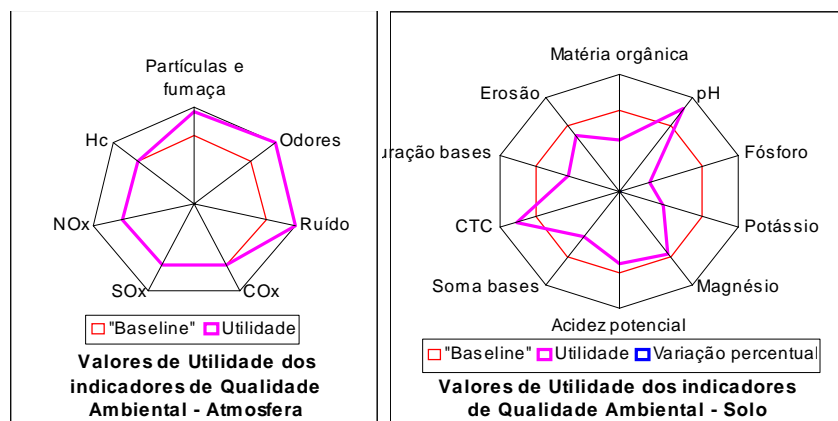 Partículas e
fumaça
Hc
Odores
NOx
Ruído
SOx
COx
"Baseline" Utilidade
Valores de Utilidade dos
indicadores de Qualidade
Ambiental - Atmosfera
Matéria orgânica
Erosão
pH
uração bases
Fósforo
CTC
Potássio
Soma bases
Magnésio
Acidez potencial
"Baseline" Utilidade Variação percentual
Valores de Utilidade dos indicadores
de Qualidade Ambiental - Solo